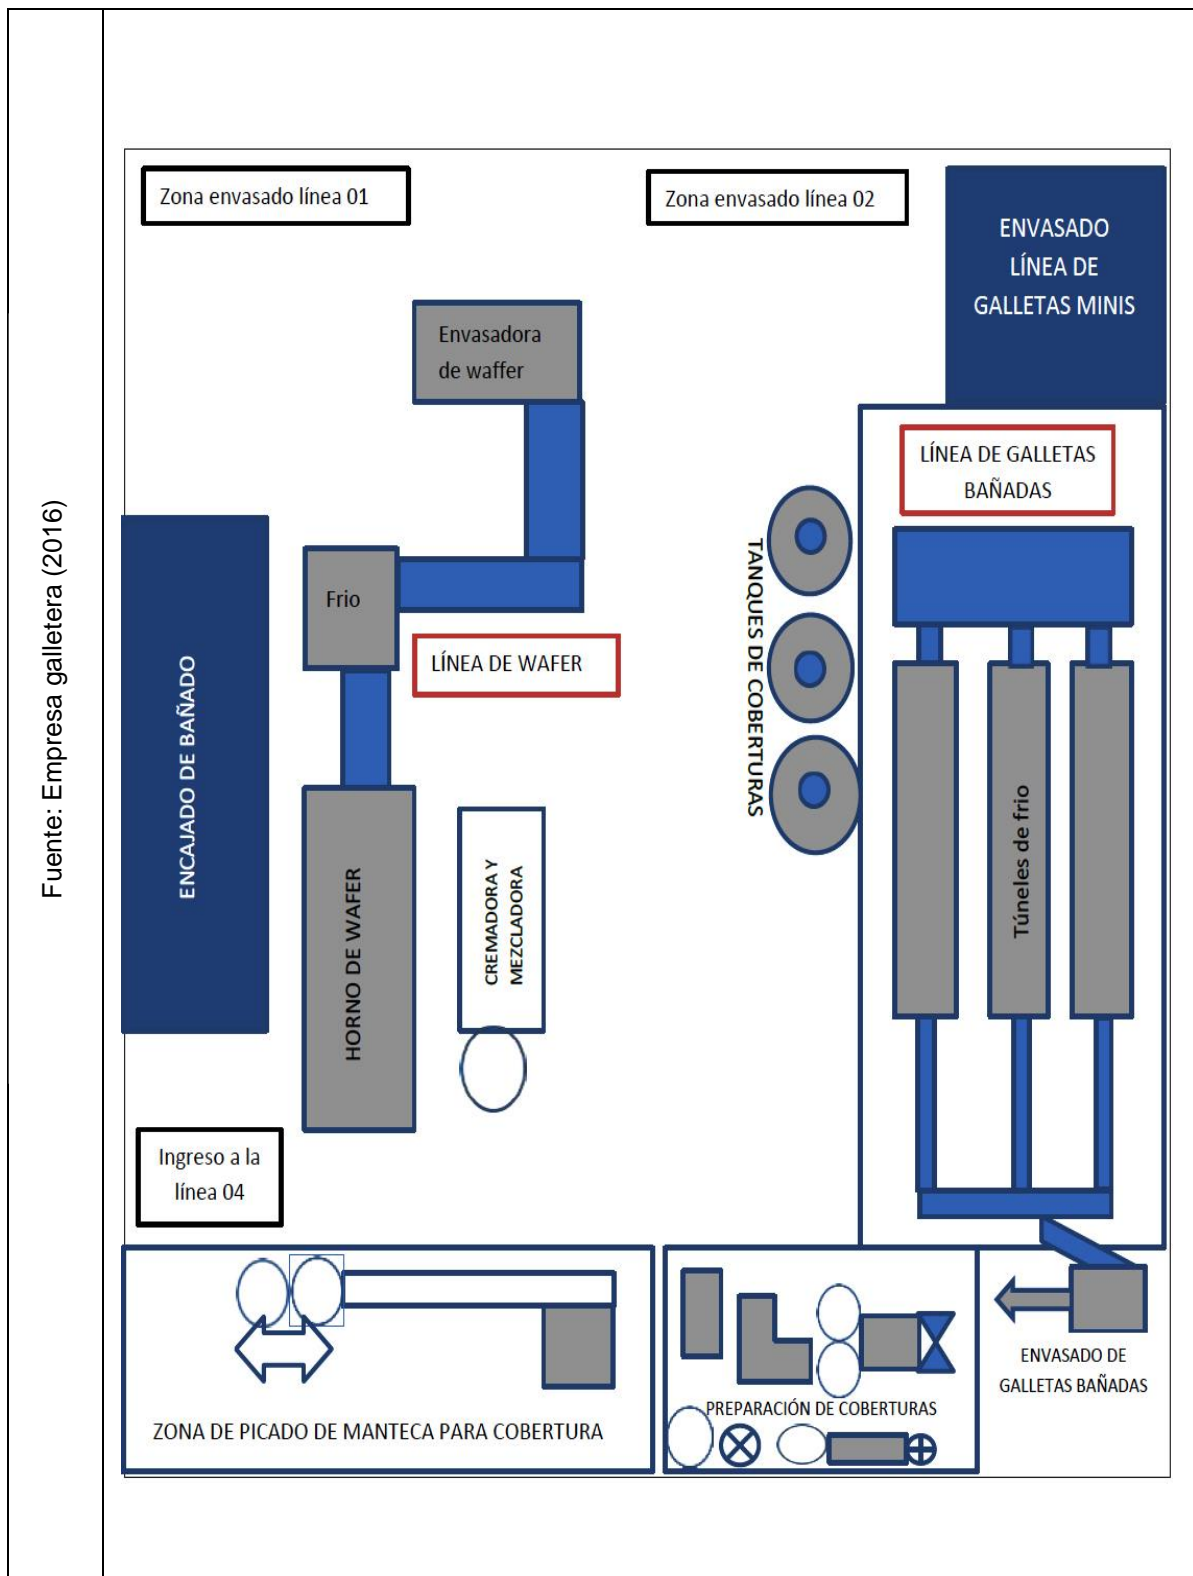 Fuente: Empresa galletera (2016)
Zona envasado línea 01
Zona envasado línea 02
ENVASADO
LÍNEA DE
GALLETAS MINIS
Envasadora
de waffer
LÍNEA DE GALLETAS
BAÑADAS
Frio
LÍNEA DE WAFER
TANQUES DE COBERTURAS
ENCAJADO DE BAÑADO
HORNO DE WAFER
CREMADORA Y
MEZCLADORA
Túneles de frio
Ingreso a la
línea 04
ZONA DE PICADO DE MANTECA PARA COBERTURA
PREPARACIÓN DE COBERTURAS
ENVASADO DE
GALLETAS BAÑADAS